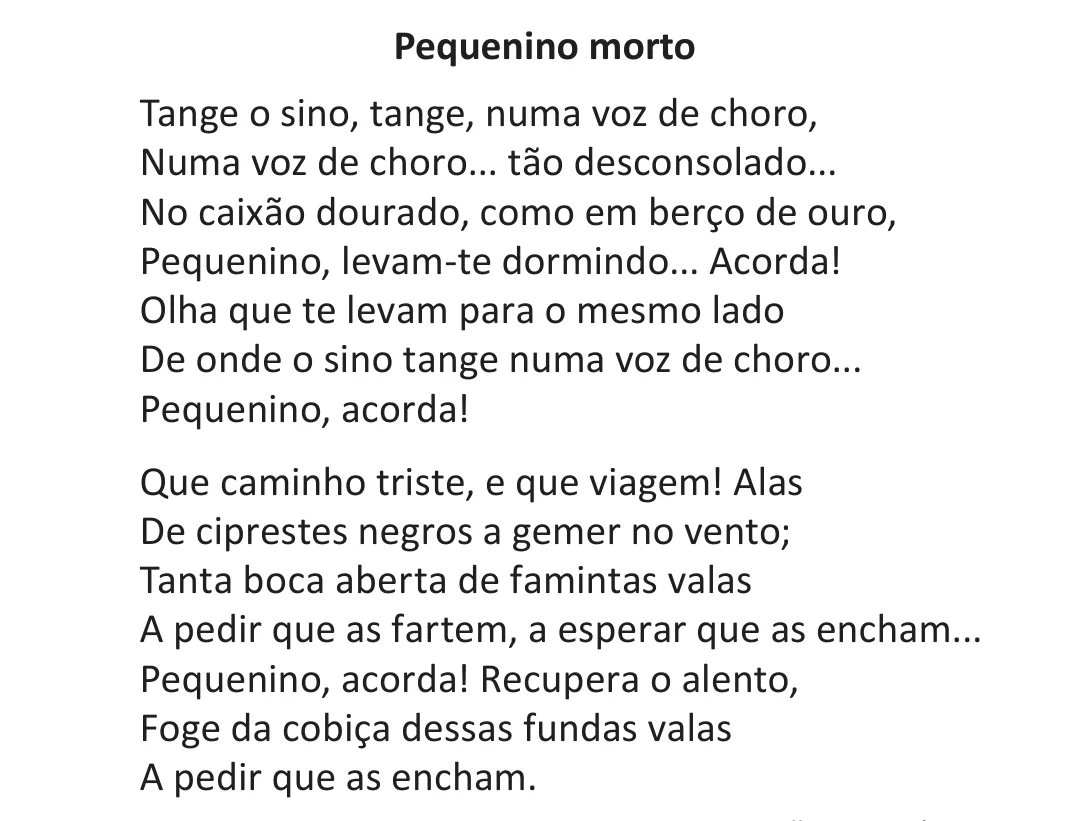 Pequenino morto
Tange o sino, tange, numa voz de choro,
Numa voz de choro... tão desconsolado...
No caixão dourado, como em berço de ouro,
Pequenino, levam-te dormindo... Acorda!
Olha que te levam para o mesmo lado
De onde o sino tange numa voz de choro...
Pequenino, acorda!
Que caminho triste, e que viagem! Alas
De ciprestes negros a gemer no vento;
Tanta boca aberta de famintas valas
A pedir que as fartem, a esperar que as encham...
Pequenino, acorda! Recupera o alento,
Foge da cobiça dessas fundas valas
A pedir que as encham.